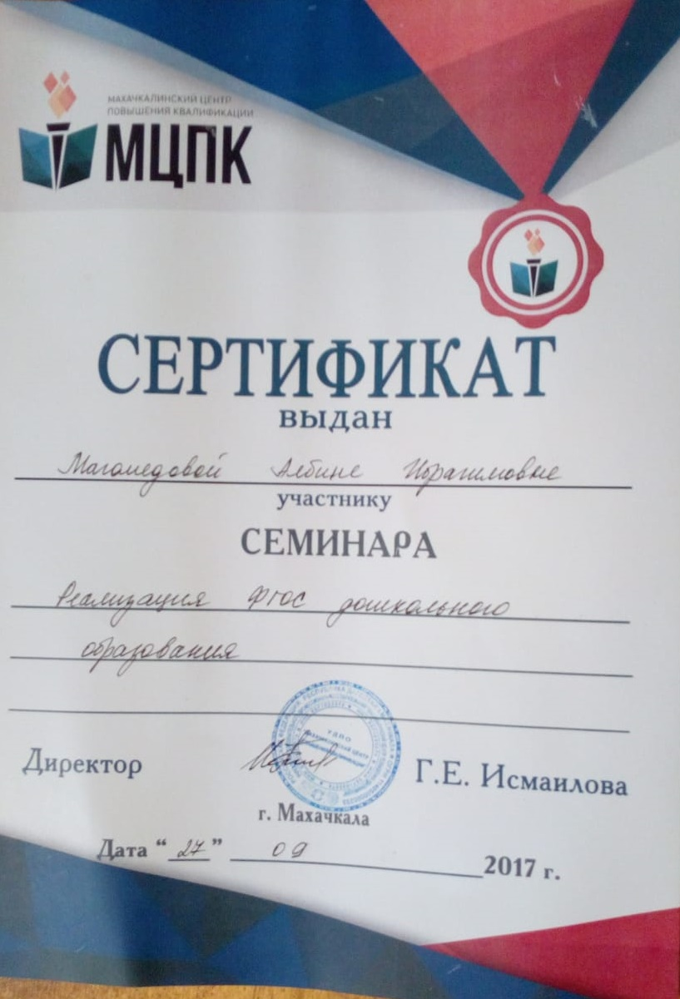 МАХАЧКАЛИНСКИЙ ЦЕНТР
ПОВЫШЕНИЯ КВАЛИФИКАЦИИ
МЦПК
СЕРТИФИКАТ
выдан
Магомедовой Албине Ибрагимовне
участнику
СЕМИНАРА
Реализация ФГОС дошкольного
образования
Директор
Г.Е. Исмаилова
г. Махачкала
Дата “27” 09 2017 г.